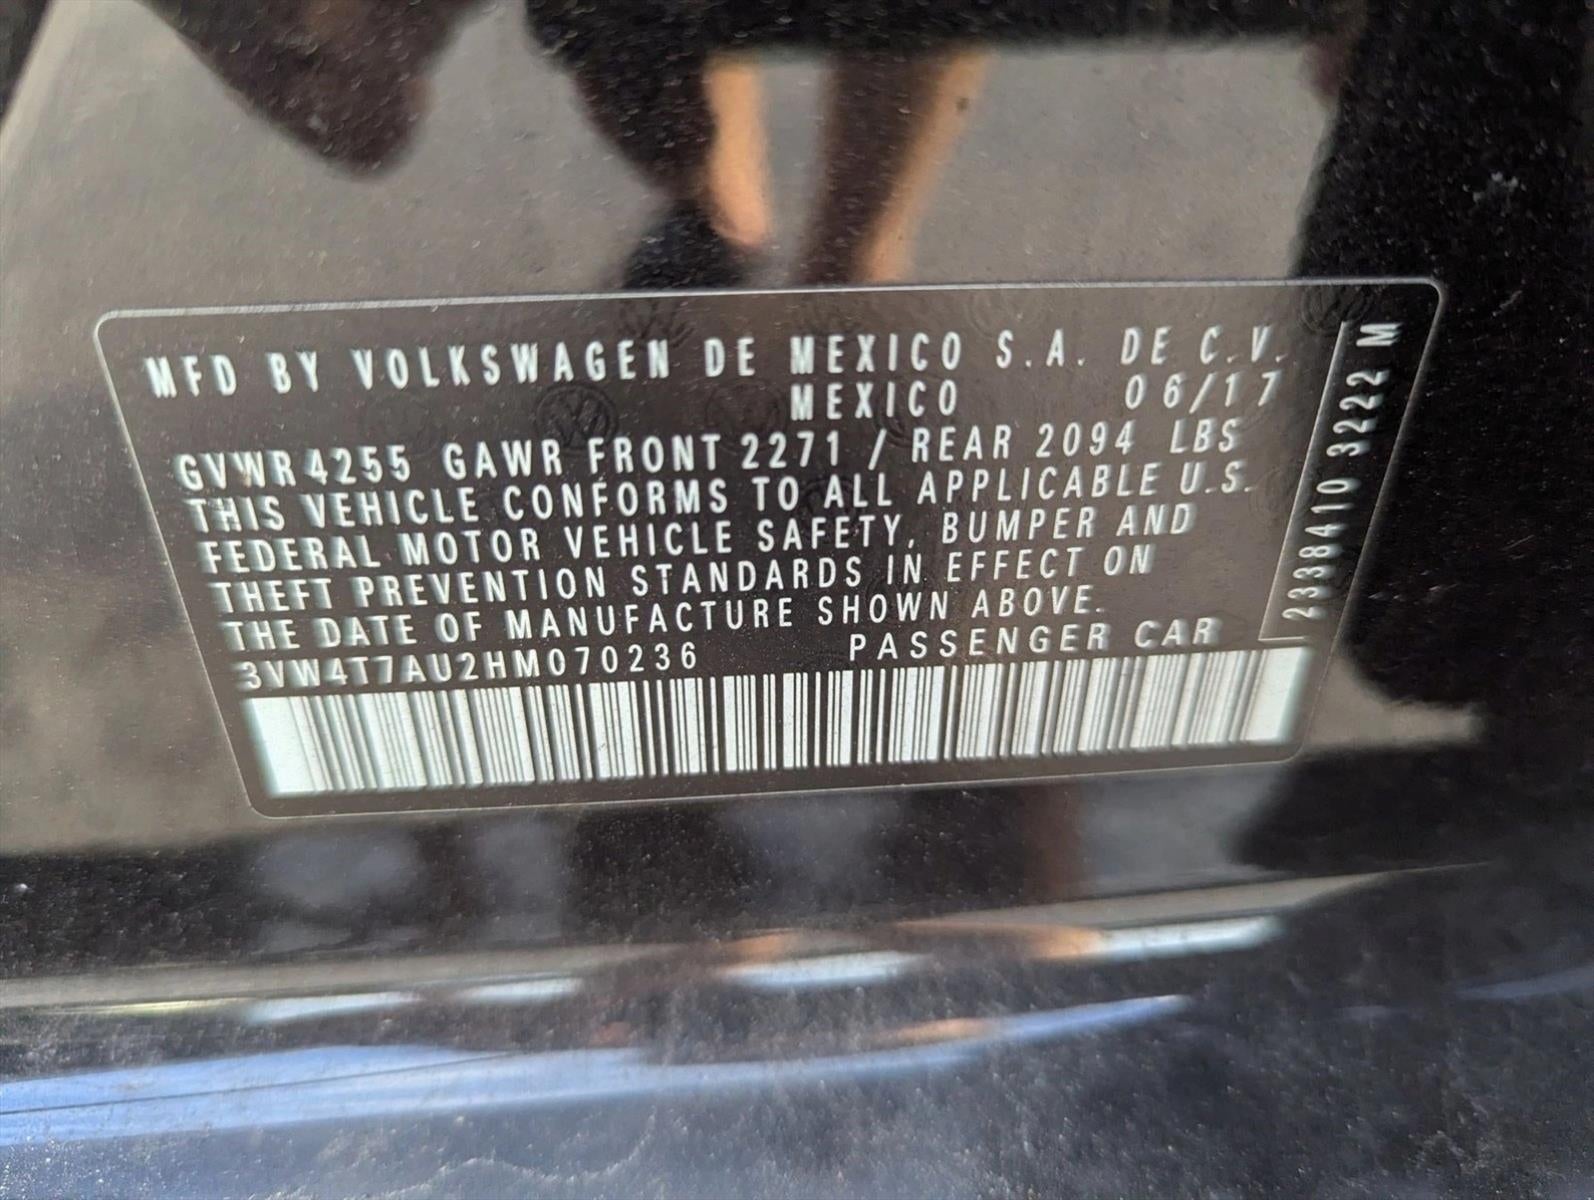 MFD BY VOLKSWAGEN DE MEXICO S.A. DE C.V.
MEXICO 06/17
GVWR 4255 GAWR FRONT 2271 / REAR 2094 LBS
THIS VEHICLE CONFORMS TO ALL APPLICABLE U.S.
FEDERAL MOTOR VEHICLE SAFETY, BUMPER AND
THEFT PREVENTION STANDARDS IN EFFECT ON
THE DATE OF MANUFACTURE SHOWN ABOVE.
3VW4T7AU2HM070236 PASSENGER CAR
2338410 3222 M